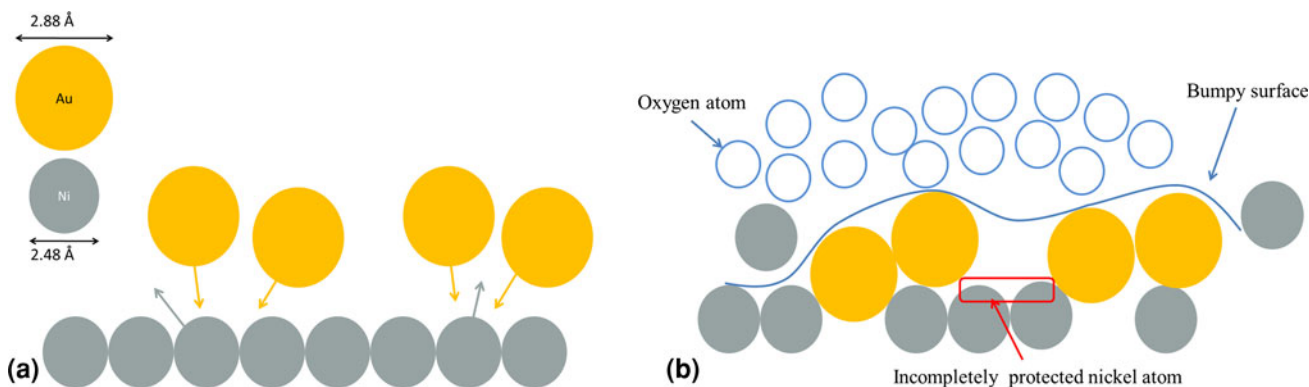 2.88 Å
Au
Ni
2.48 Å
(a)
Oxygen atom
Bumpy surface
(b)
Incompletely protected nickel atom